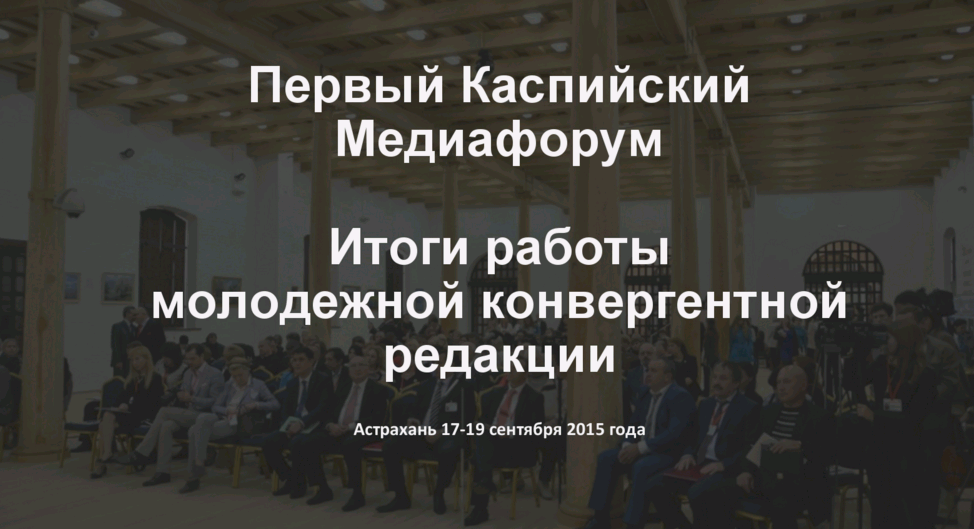 Первый Каспийский
Медиафорум
Итоги работы
молодежной конвергентной
редакции
Астрахань 17-19 сентября 2015 года